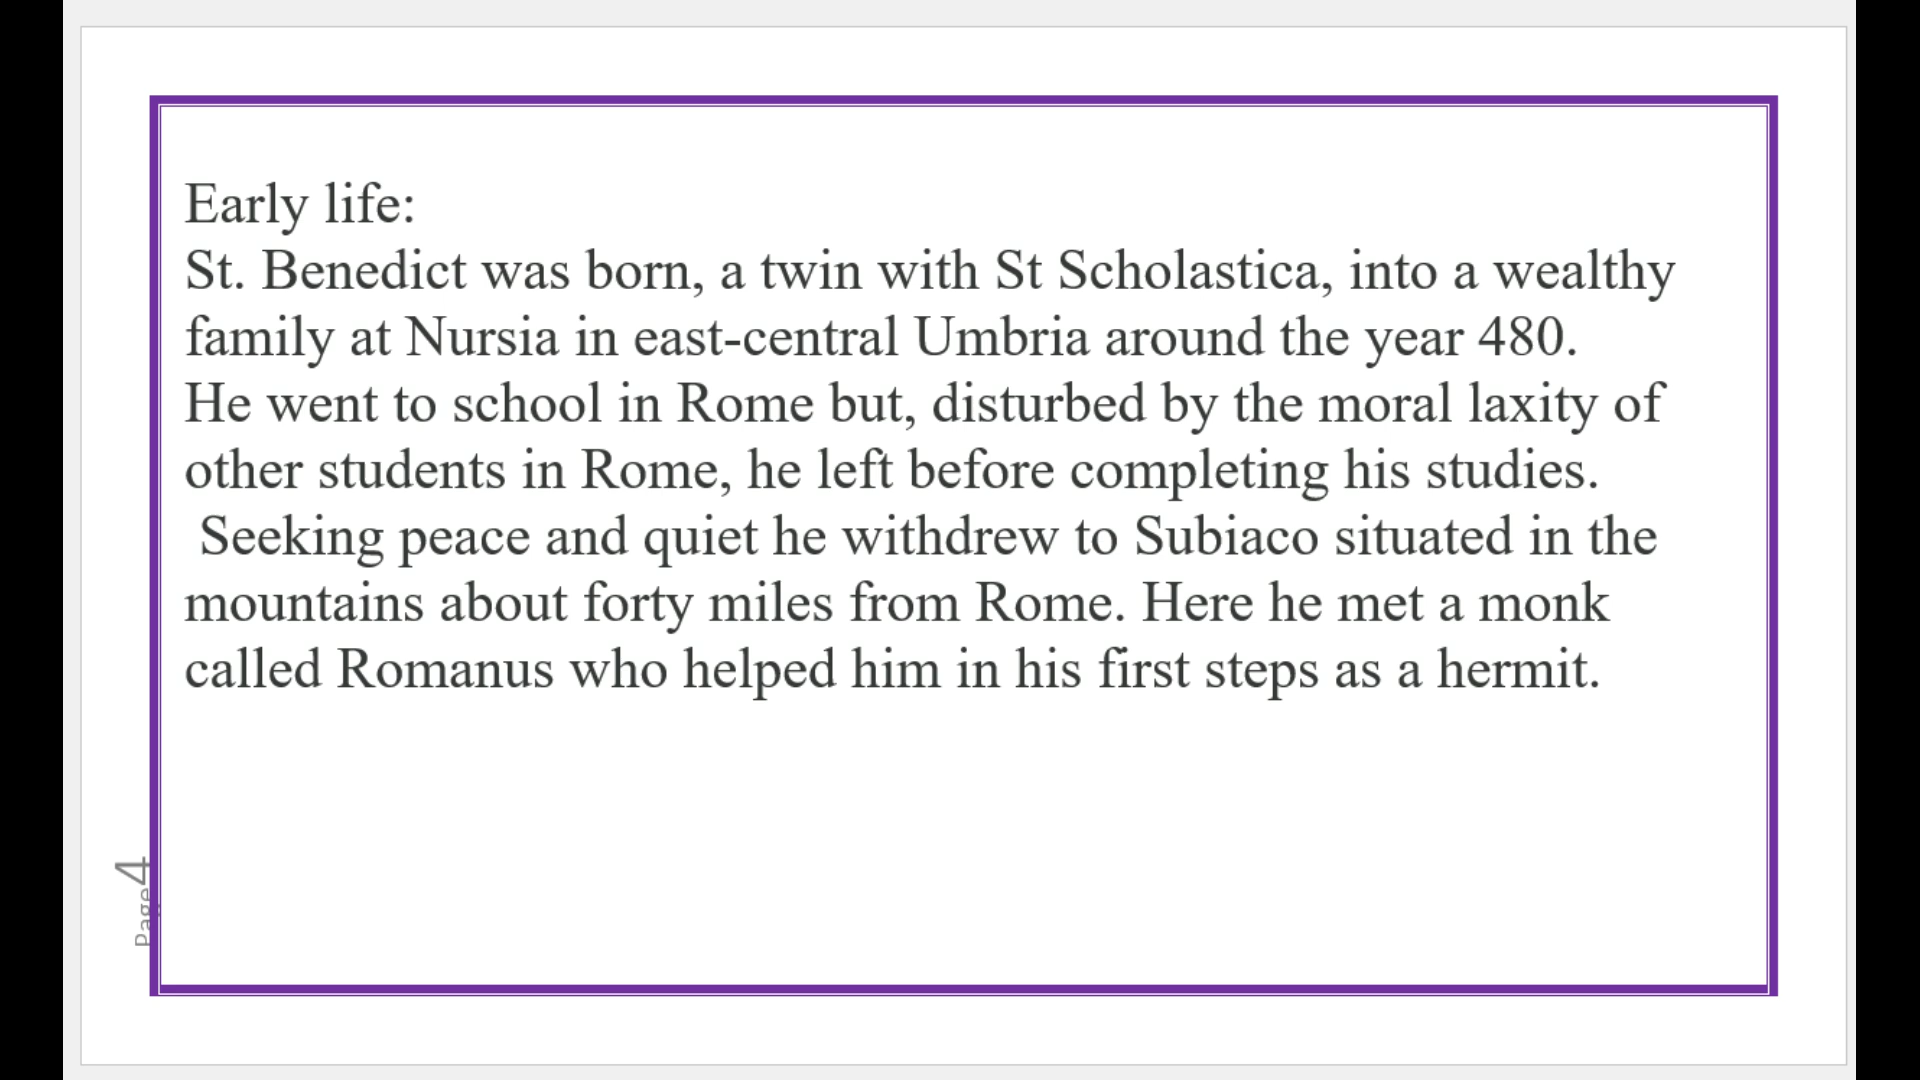 Early life:
St. Benedict was born, a twin with St Scholastica, into a wealthy
family at Nursia in east-central Umbria around the year 480.
He went to school in Rome but, disturbed by the moral laxity of
other students in Rome, he left before completing his studies.
Seeking peace and quiet he withdrew to Subiaco situated in the
mountains about forty miles from Rome. Here he met a monk
called Romanus who helped him in his first steps as a hermit.
Page 4